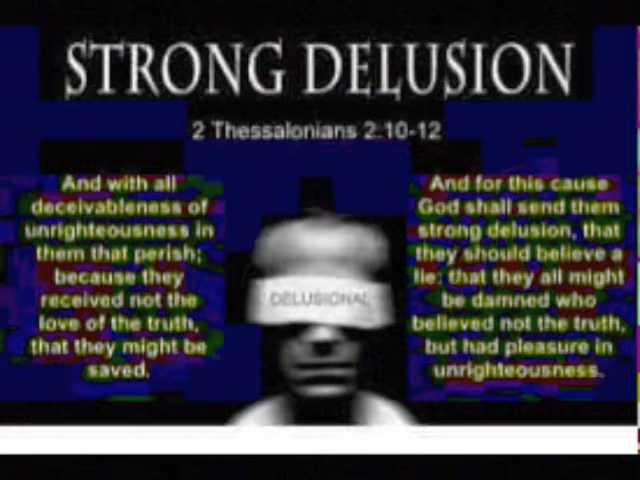 STRONG DELUSION
2 Thessalonians 2:10-12
And with all
deceivableness of
unrighteousness in
them that perish;
because they
received not the
love of the truth,
that they might be
saved.
DELUSIONAL
And for this cause
God shall send them
strong delusion, that
they should believe a
lie: that they all might
be damned who
believed not the truth,
but had pleasure in
unrighteousness.